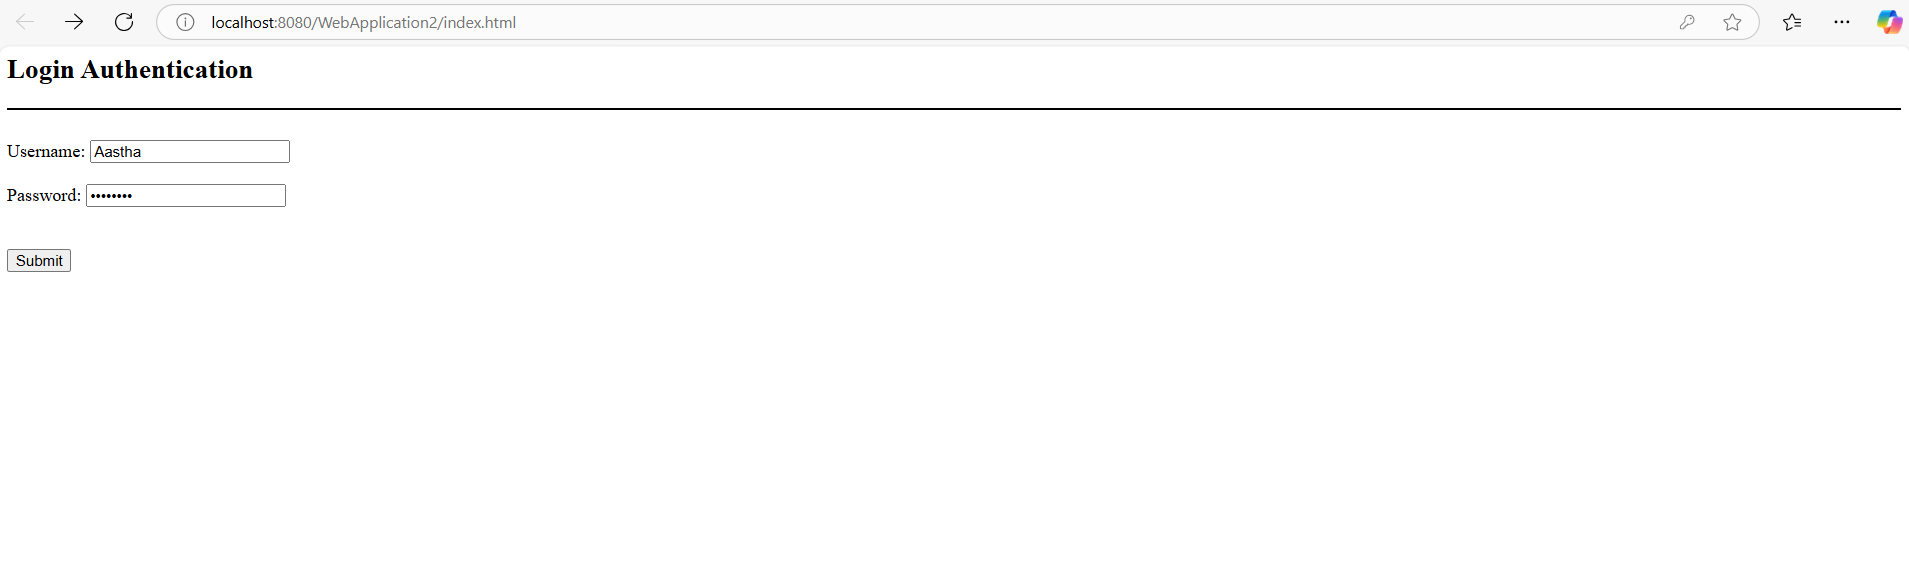 localhost:8080/WebApplication2/index.html
Login Authentication
Username: Aastha
Password: ••••••••
Submit